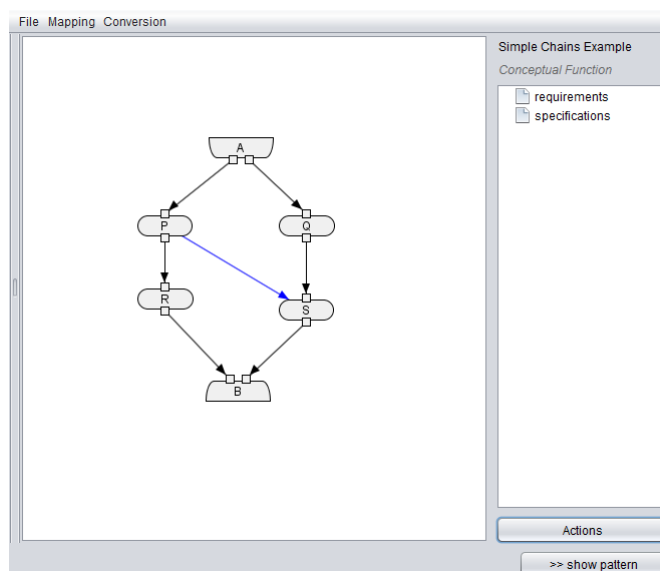 File Mapping Conversion
Simple Chains Example
Conceptual Function
requirements
specifications
A
P
Q
R
S
B
Actions
>> show pattern